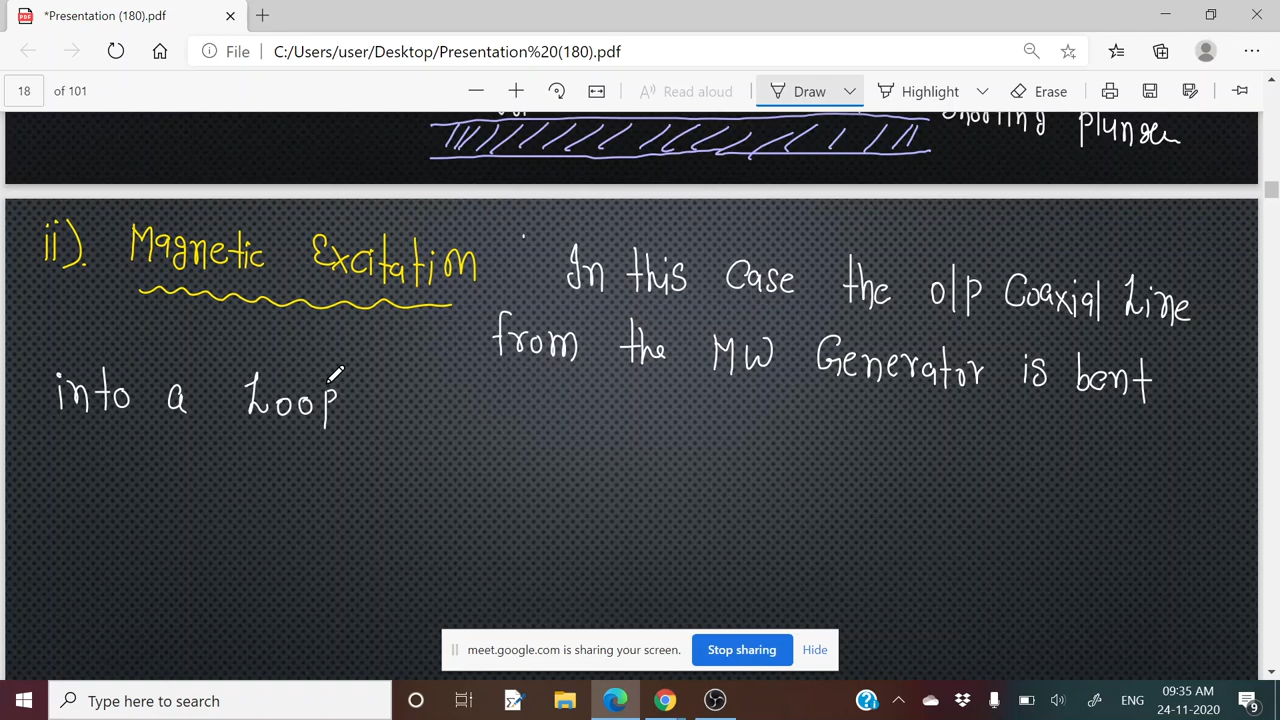 *Presentation (180).pdf
File
C:/Users/user/Desktop/Presentation%20(180).pdf
18 of 101
Read aloud
Draw
Highlight
Erase
shorting plunger
ii). Magnetic Excitation
In this Case the o/p Coaxial Line
from the MW Generator is bent
into a Loop
meet.google.com is sharing your screen.
Stop sharing
Hide
Type here to search
ENG
09:35 AM
24-11-2020
9